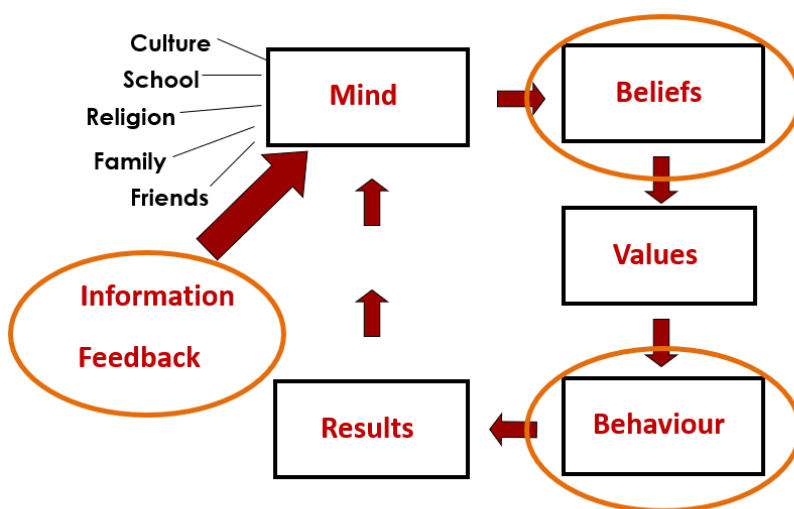 Culture
School
Religion
Family
Friends
Mind
Beliefs
Values
Information
Feedback
Results
Behaviour